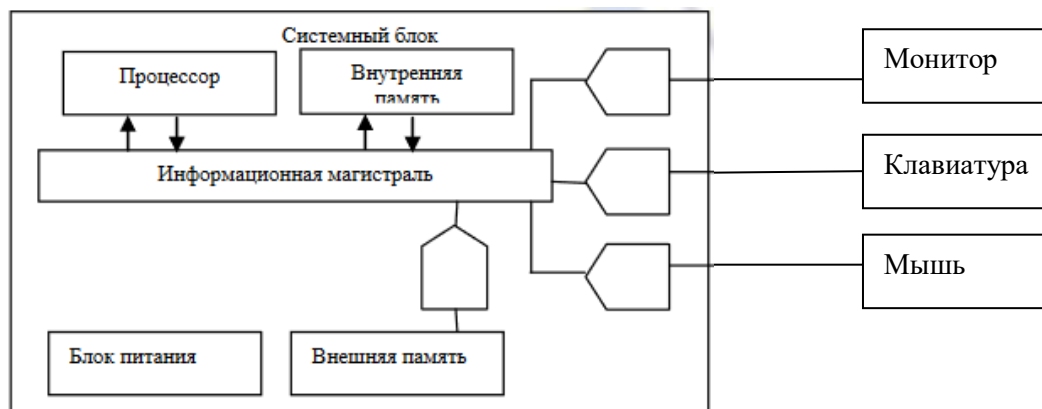 Системный блок
Процессор
Внутренняя
память
Монитор
Информационная магистраль
Клавиатура
Мышь
Блок питания
Внешняя память